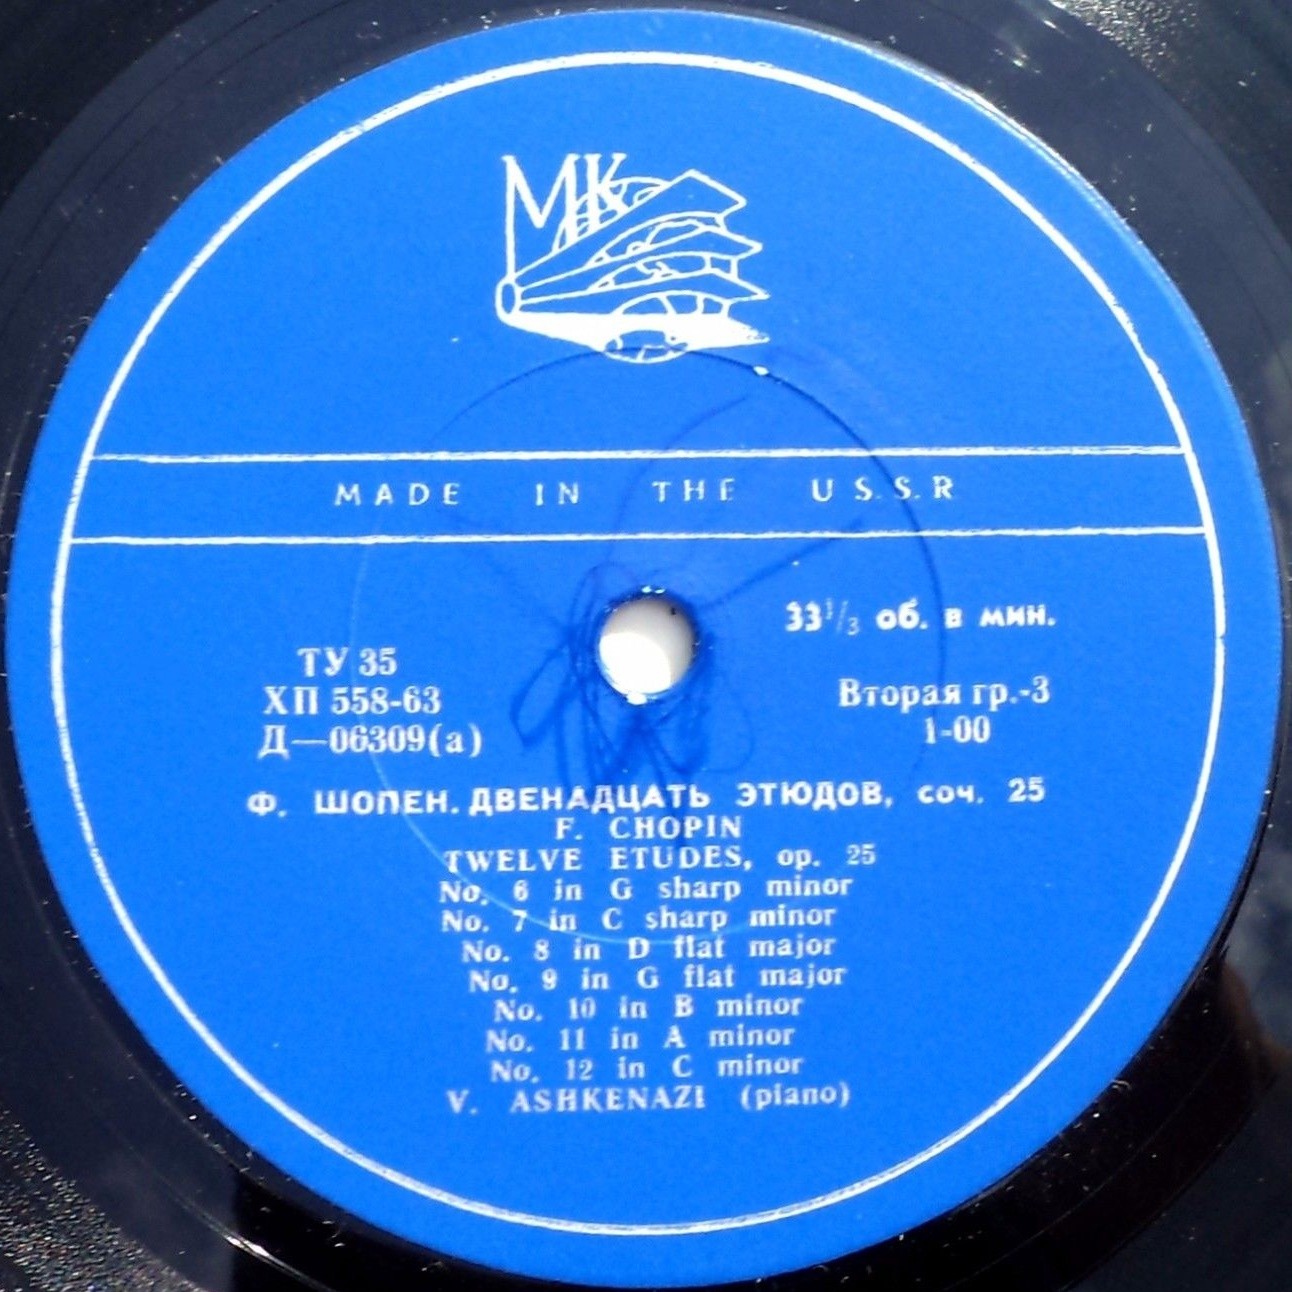 МК
MADE IN THE U.S.S.R
33 1/3 об. в мин.
ТУ 35
ХП 558-63
Д—06309(а)
Вторая гр.-3
1-00
Ф. ШОПЕН. ДВЕНАДЦАТЬ ЭТЮДОВ, соч. 25
F. CHOPIN
TWELVE ETUDES, op. 25
No. 6 in G sharp minor
No. 7 in C sharp minor
No. 8 in D flat major
No. 9 in G flat major
No. 10 in B minor
No. 11 in A minor
No. 12 in C minor
V. ASHKENAZI (piano)